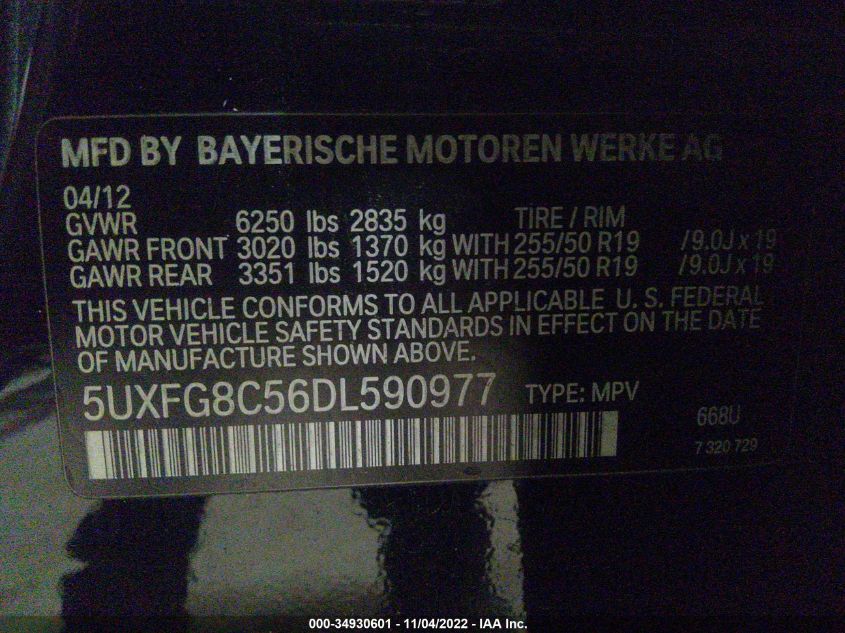 MFD BY BAYERISCHE MOTOREN WERKE AG
04/12
GVWR 6250 lbs 2835 kg TIRE / RIM
GAWR FRONT 3020 lbs 1370 kg WITH 255/50 R19 /9.0J x 19
GAWR REAR 3351 lbs 1520 kg WITH 255/50 R19 /9.0J x 19
THIS VEHICLE CONFORMS TO ALL APPLICABLE U. S. FEDERAL
MOTOR VEHICLE SAFETY STANDARDS IN EFFECT ON THE DATE
OF MANUFACTURE SHOWN ABOVE.
5UXFG8C56DL590977 TYPE: MPV
668U
7 320 729
000-34930601 - 11/04/2022 - IAA Inc.